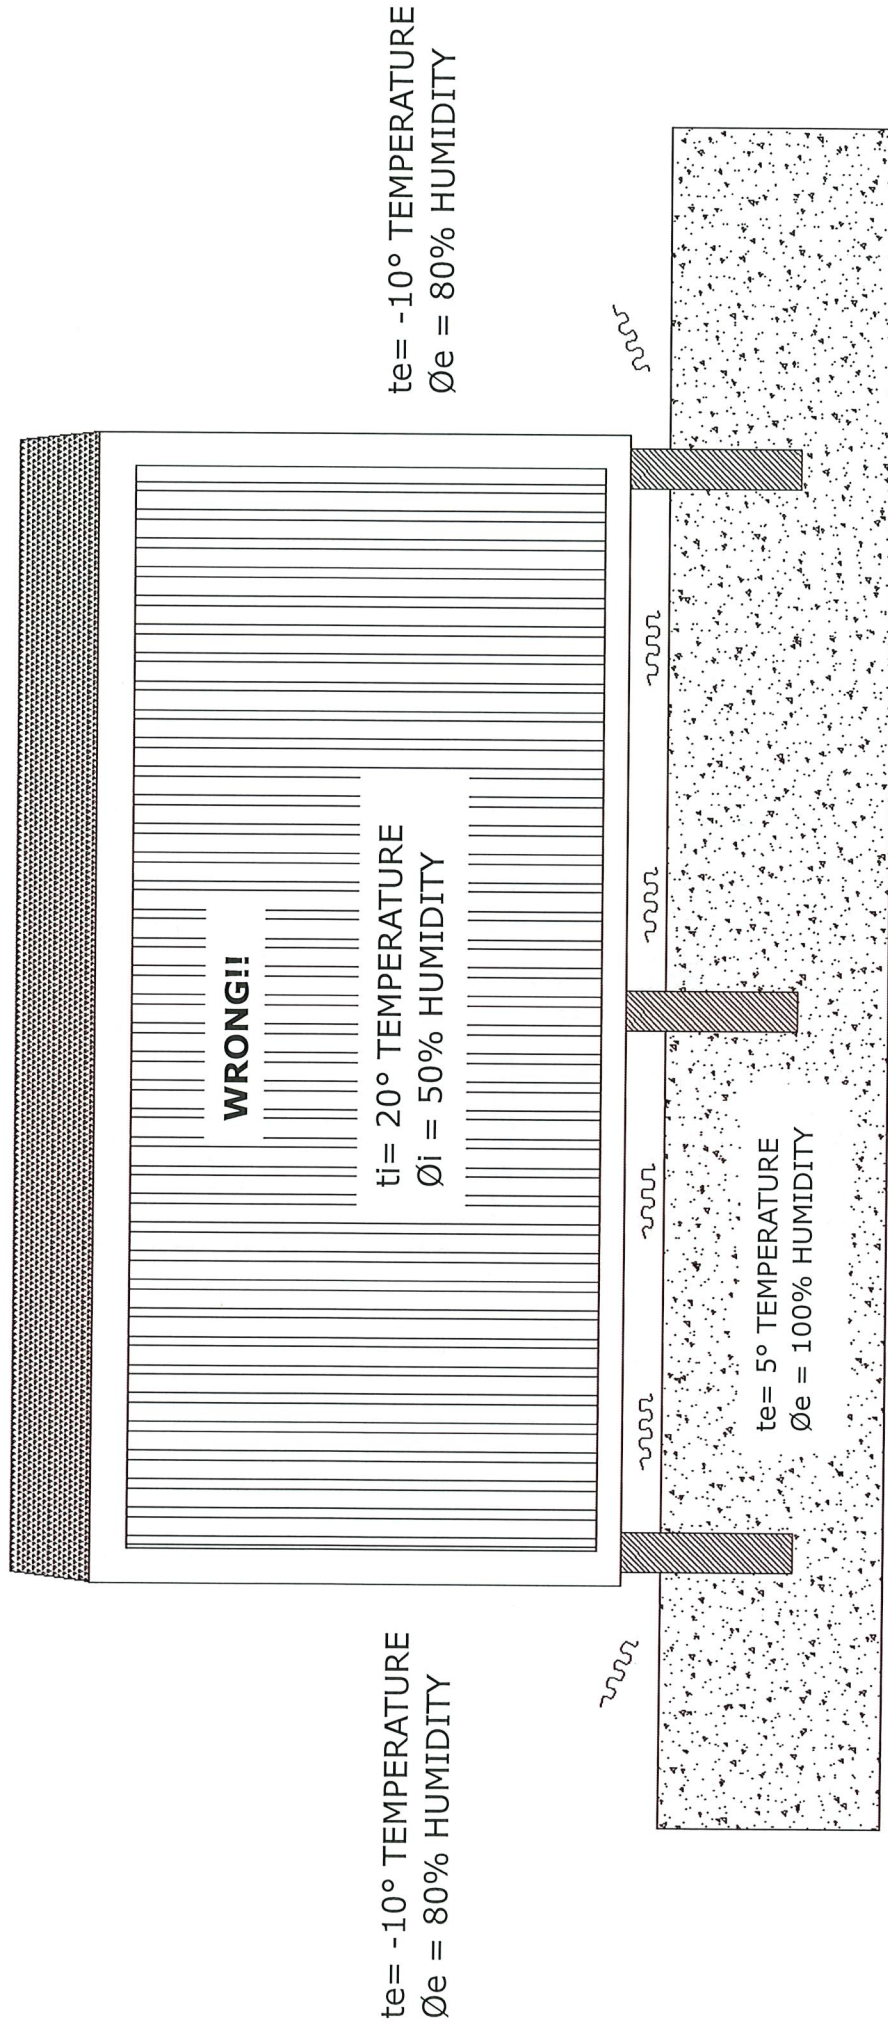 te= -10° TEMPERATURE
Øe = 80% HUMIDITY
WRONG!!
ti= 20° TEMPERATURE
Øi = 50% HUMIDITY
te= -10° TEMPERATURE
Øe = 80% HUMIDITY
te= 5° TEMPERATURE
Øe = 100% HUMIDITY